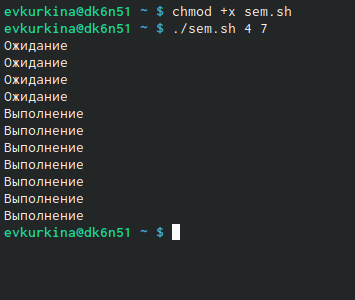 evkurkina@dk6n51 ~ $ chmod +x sem.sh
evkurkina@dk6n51 ~ $ ./sem.sh 4 7
Ожидание
Ожидание
Ожидание
Ожидание
Выполнение
Выполнение
Выполнение
Выполнение
Выполнение
Выполнение
Выполнение
evkurkina@dk6n51 ~ $